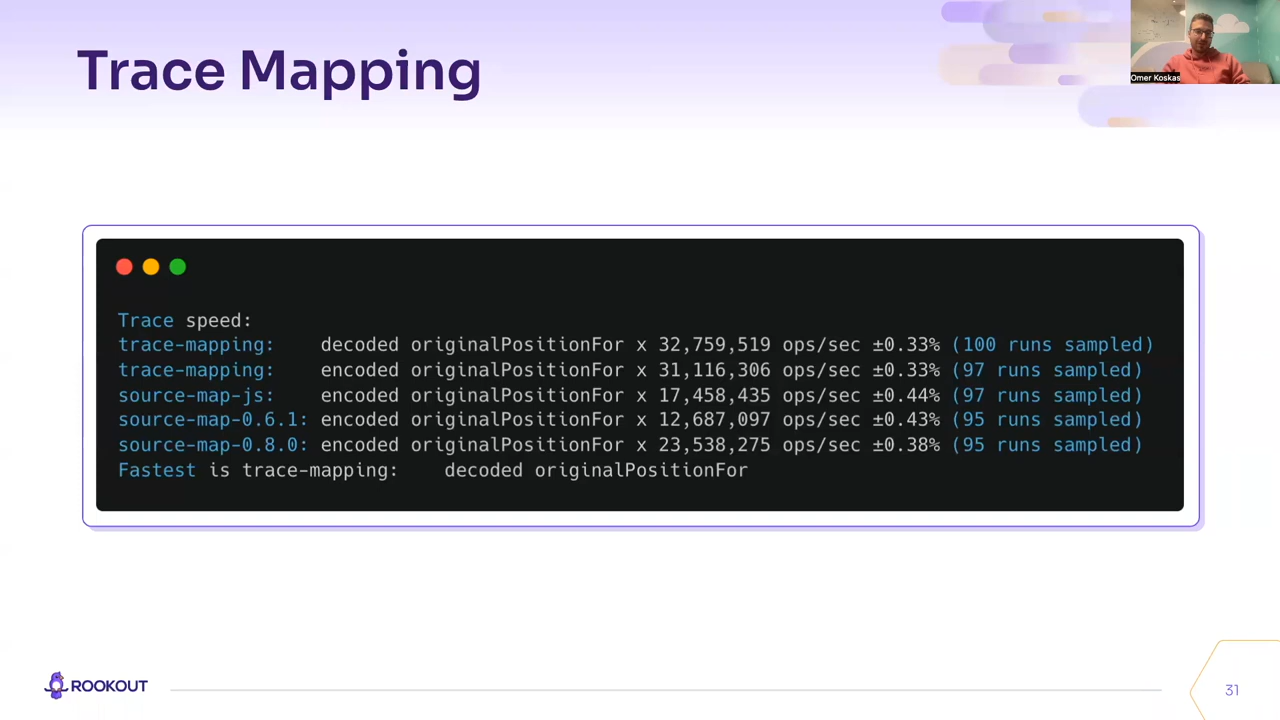 Trace Mapping
Omer Koskas
Trace speed:
trace-mapping: decoded originalPositionFor x 32,759,519 ops/sec ±0.33% (100 runs sampled)
trace-mapping: encoded originalPositionFor x 31,116,306 ops/sec ±0.33% (97 runs sampled)
source-map-js: encoded originalPositionFor x 17,458,435 ops/sec ±0.44% (97 runs sampled)
source-map-0.6.1: encoded originalPositionFor x 12,687,097 ops/sec ±0.43% (95 runs sampled)
source-map-0.8.0: encoded originalPositionFor x 23,538,275 ops/sec ±0.38% (95 runs sampled)
Fastest is trace-mapping: decoded originalPositionFor
ROOKOUT
31